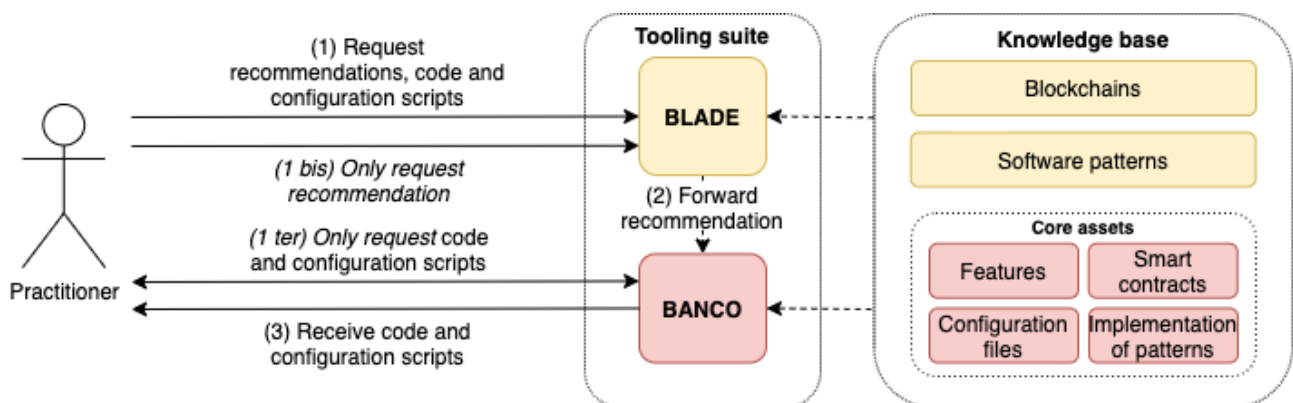 (1) Request
recommendations, code and
configuration scripts
(1 bis) Only request
recommendation
(1 ter) Only request code
and configuration scripts
(3) Receive code and
configuration scripts
Practitioner
Tooling suite
BLADE
(2) Forward
recommendation
BANCO
Knowledge base
Blockchains
Software patterns
Core assets
Features
Smart
contracts
Configuration
files
Implementation
of patterns